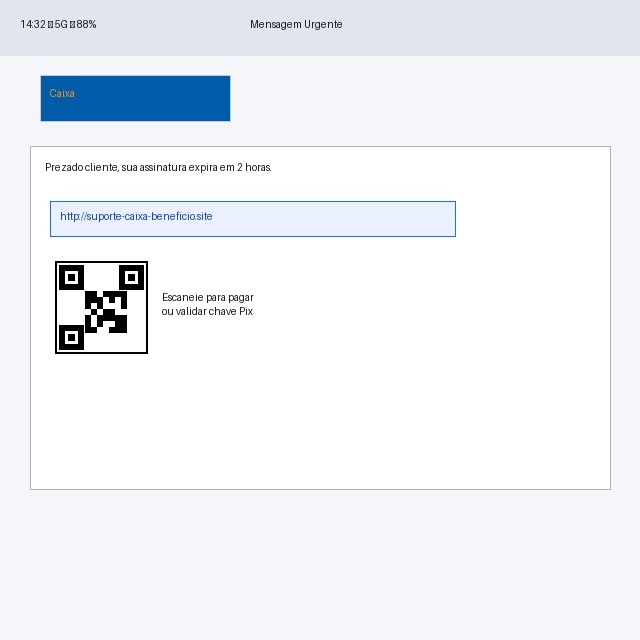 14:32 5G 88%
Mensagem Urgente
Caixa
Prezado cliente, sua assinatura expira em 2 horas.
http://suporte-caixa-beneficio.site
Escaneie para pagar
ou validar chave Pix